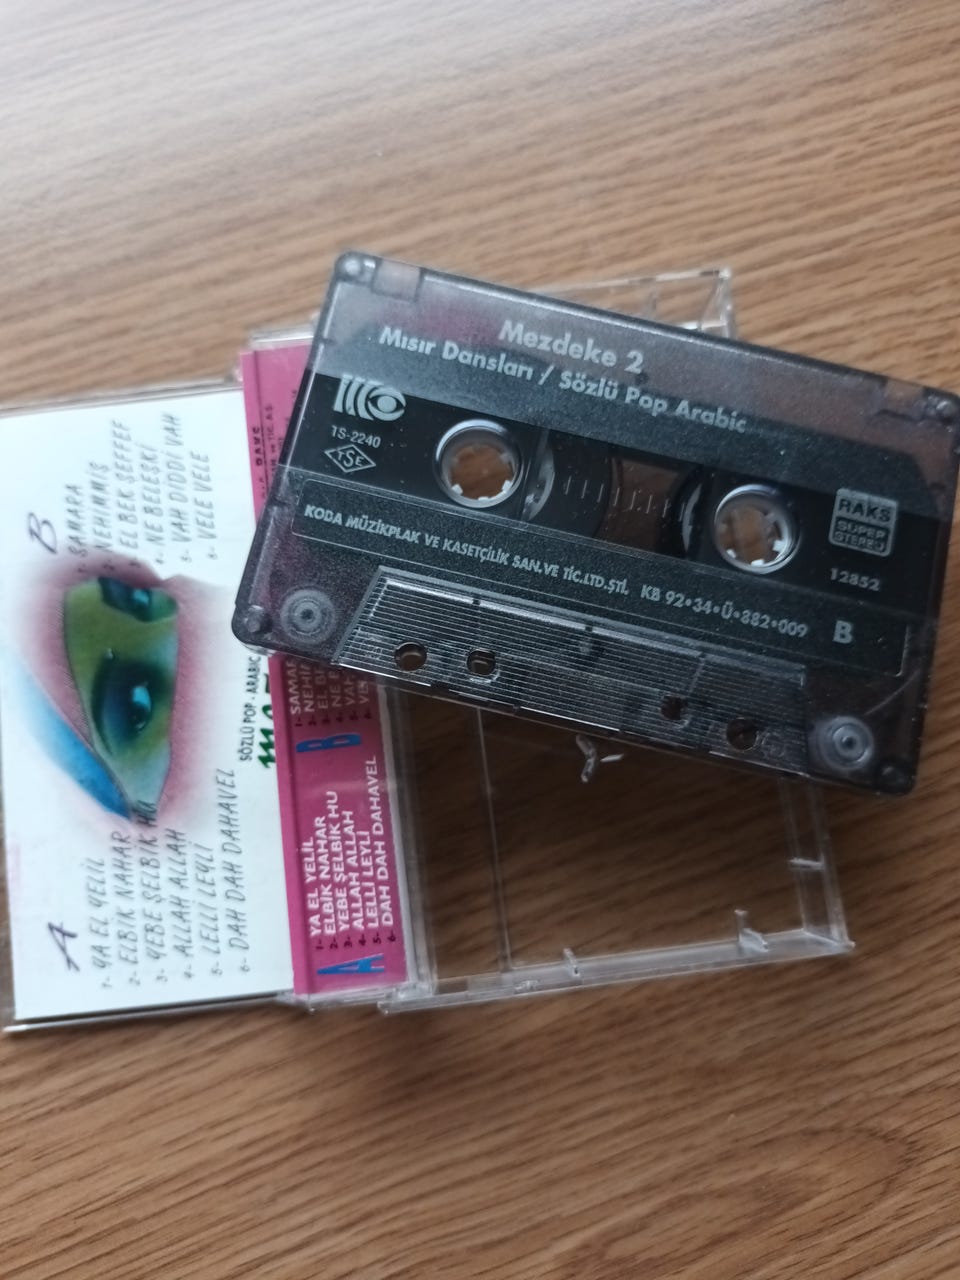 Mezdeke 2
Mısır Dansları / Sözlü Pop Arabic
TS-2240
TSE
RAKS
SUPER
STEREO
12852
KODA MÜZİKPLAK VE KASETÇİLİK SAN.VE TİC.LTD.ŞTİ. KB 92•34•Ü•882•009
B
A
1- YA EL YELİL
2- ELBİK NAHAR
3- YEBE ŞELBİK HU
4- ALLAH ALLAH
5- LELLİ LEYLİ
6- DAH DAH DAHAVEL
B
1- SAMARA
2- NEHİMMİŞ
3- EL BEK SEFFEF
4- NE BELESKİ
5- VAH DIDDI VAH
6- VELE VELE
SÖZLÜ POP - ARABIC
A
1- YA EL YELİL
2- ELBİK NAHAR
3- YEBE ŞELBİK HU
4- ALLAH ALLAH
5- LELLİ LEYLİ
6- DAH DAH DAHAVEL
B